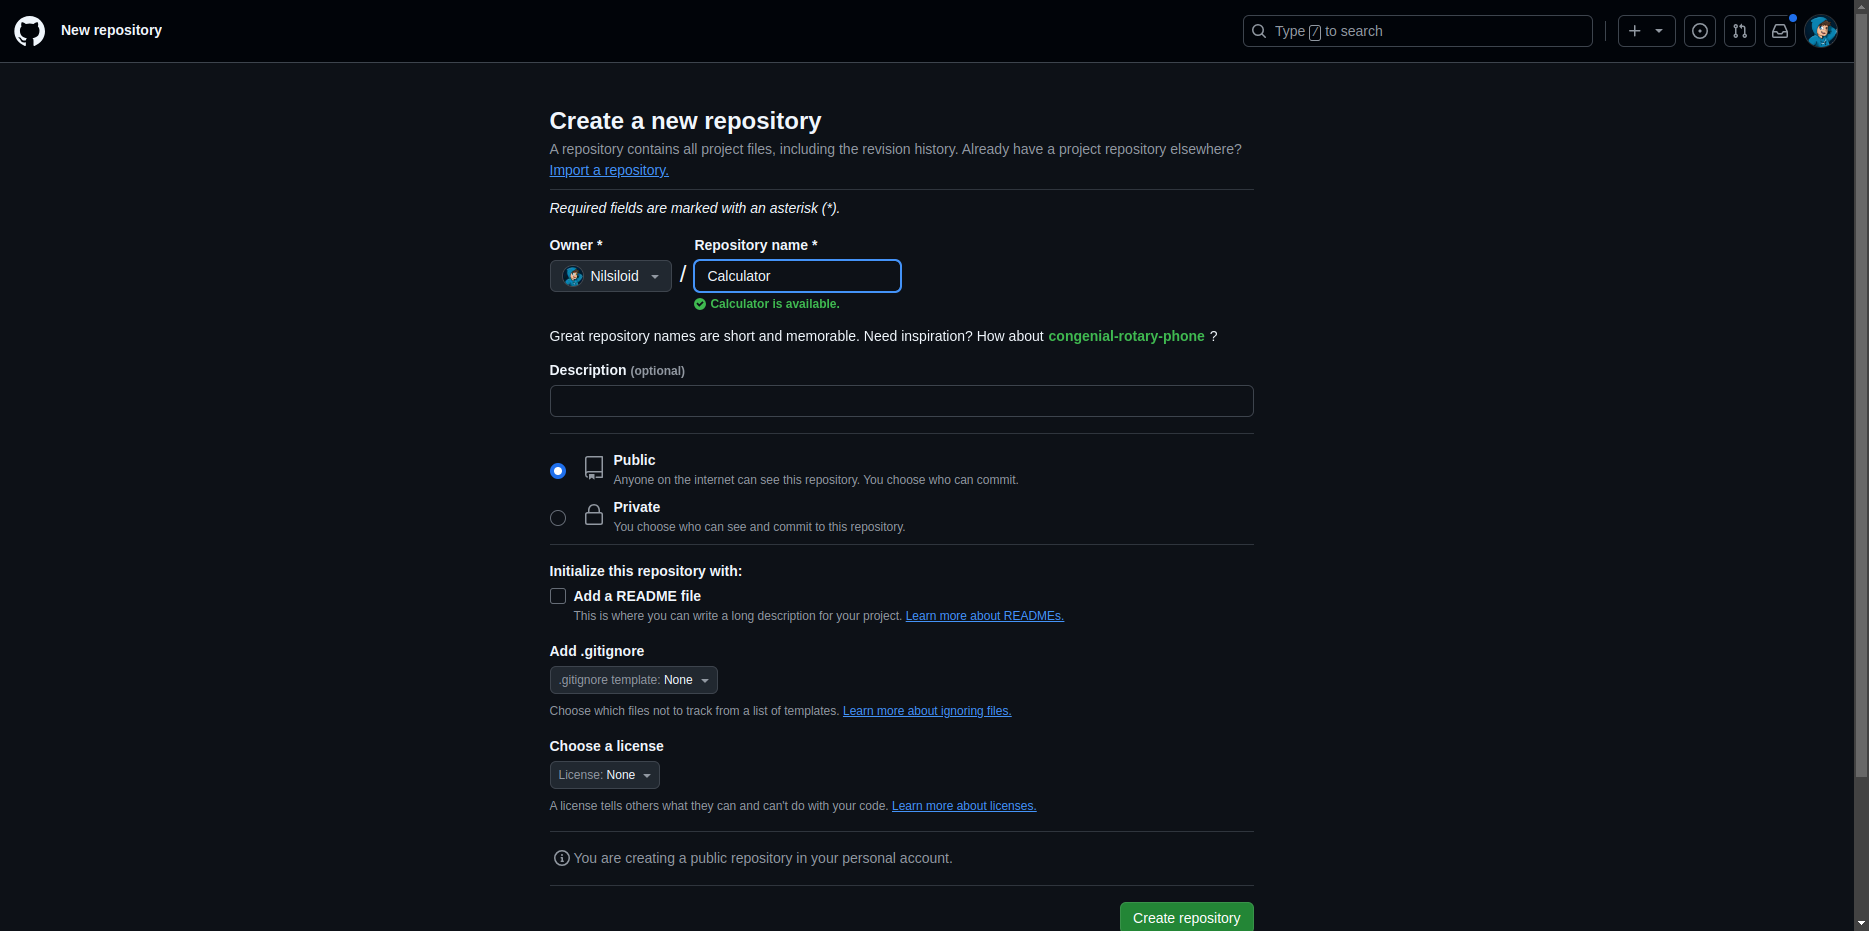 New repository
Type / to search
Create a new repository
A repository contains all project files, including the revision history. Already have a project repository elsewhere?
Import a repository.
Required fields are marked with an asterisk (*).
Owner * Repository name *
Nilsiloid / Calculator
Calculator is available.
Great repository names are short and memorable. Need inspiration? How about congenial-rotary-phone ?
Description (optional)
Public
Anyone on the internet can see this repository. You choose who can commit.
Private
You choose who can see and commit to this repository.
Initialize this repository with:
Add a README file
This is where you can write a long description for your project. Learn more about READMEs.
Add .gitignore
.gitignore template: None
Choose which files not to track from a list of templates. Learn more about ignoring files.
Choose a license
License: None
A license tells others what they can and can't do with your code. Learn more about licenses.
You are creating a public repository in your personal account.
Create repository